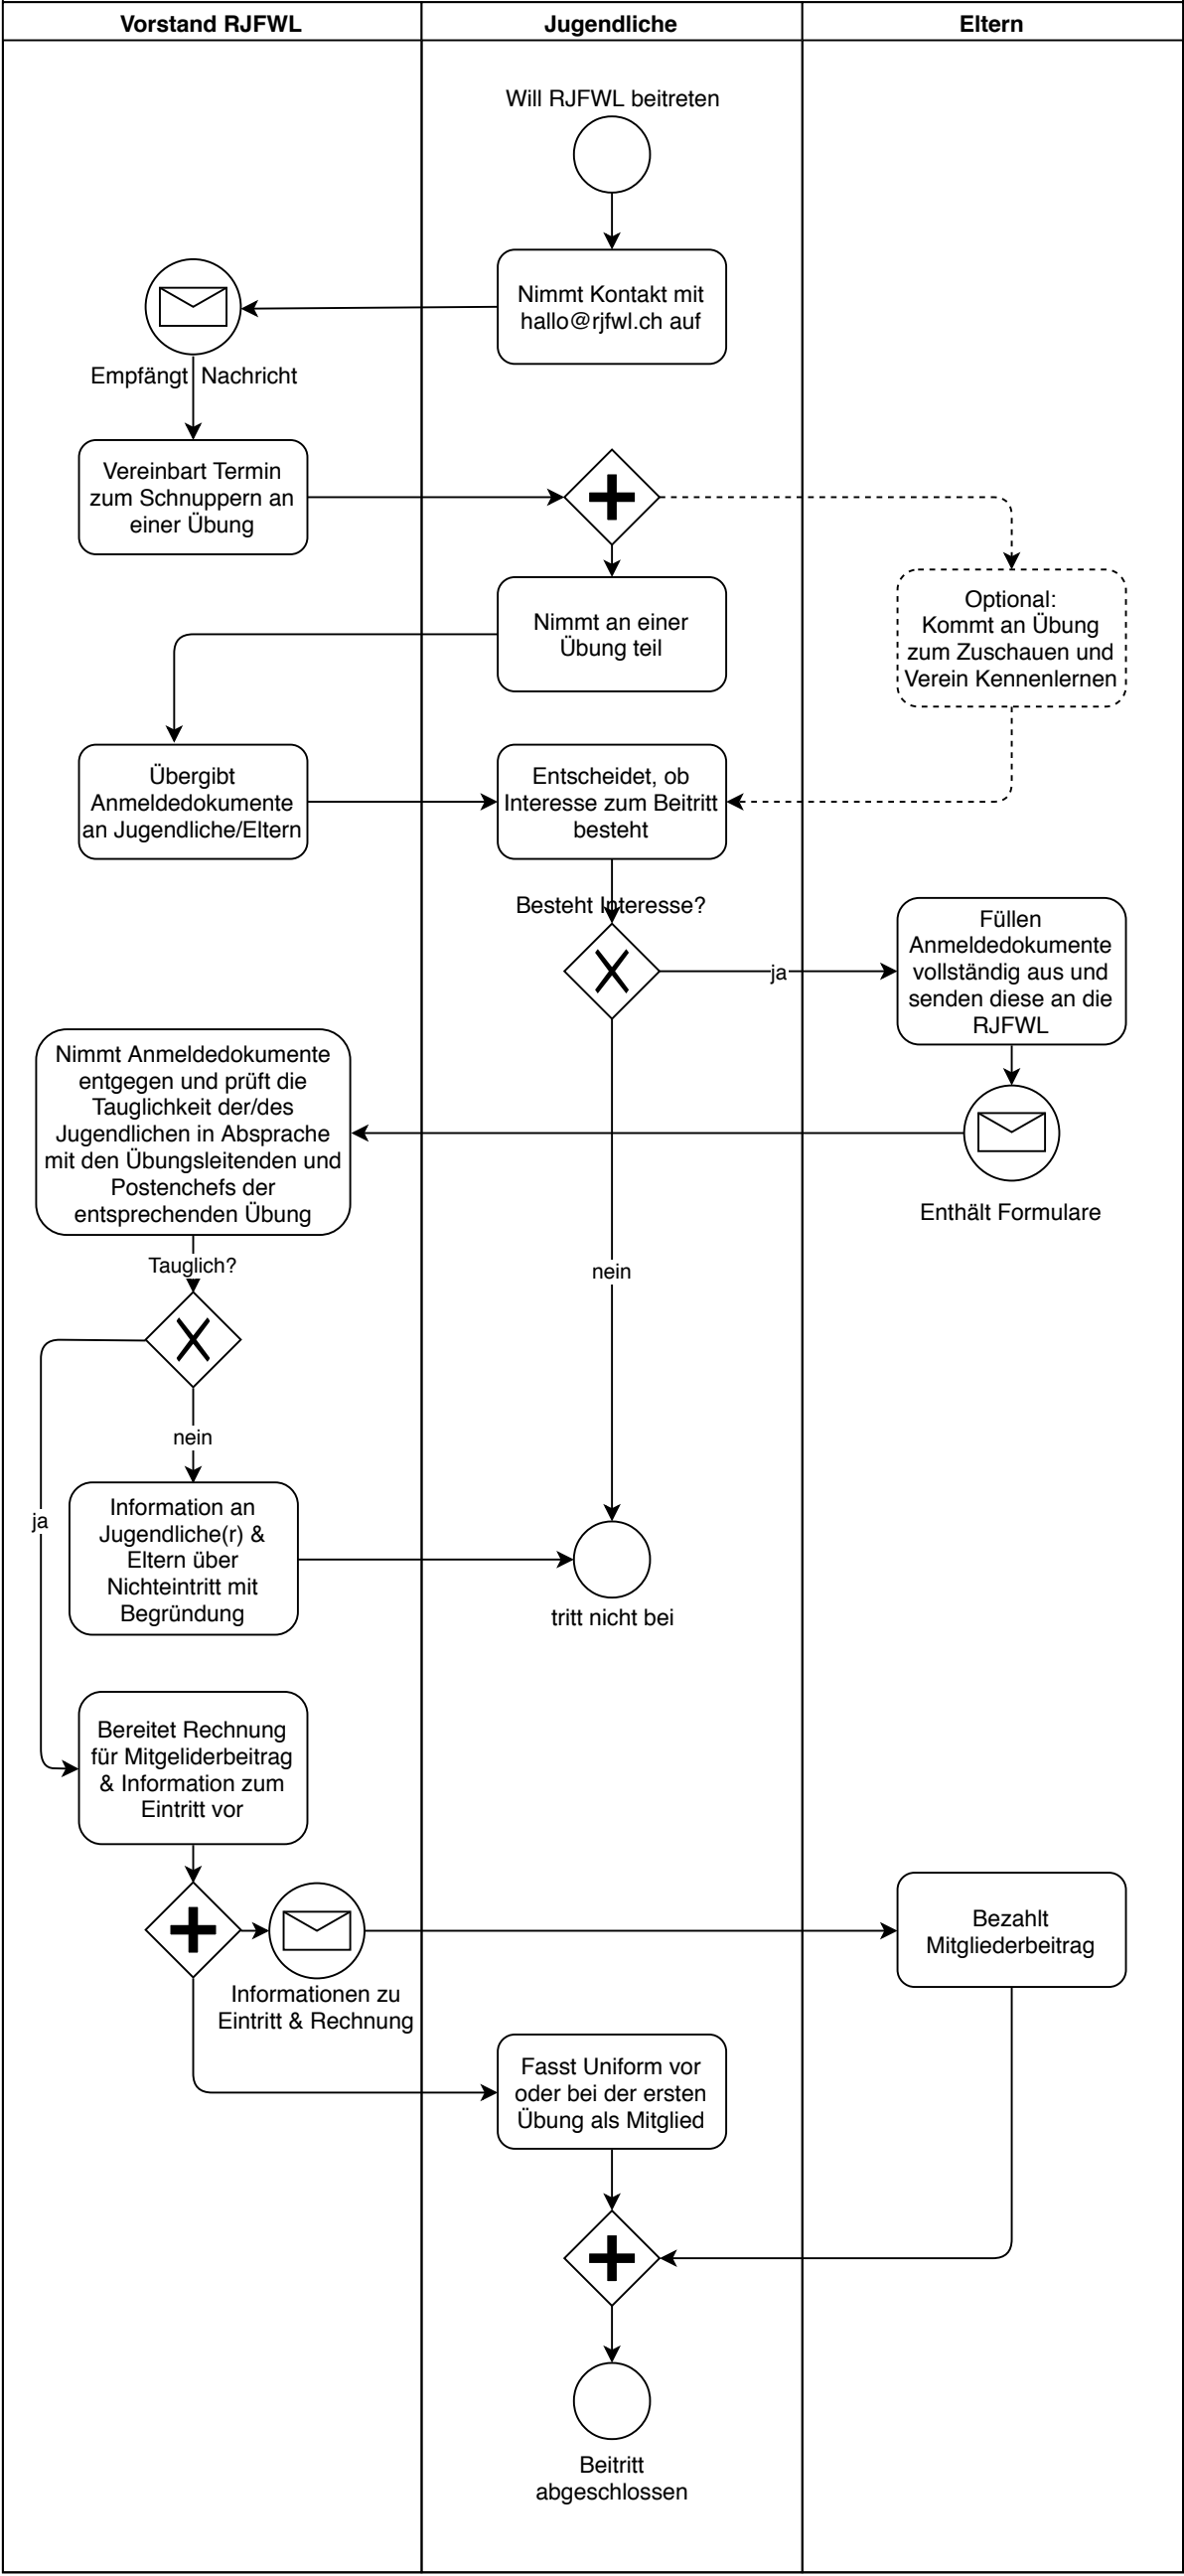 Vorstand RJFWL
Jugendliche
Eltern
Will RJFWL beitreten
Nimmt Kontakt mit
hallo@rjfwl.ch auf
Empfängt Nachricht
Vereinbart Termin
zum Schnuppern an
einer Übung
Nimmt an einer
Übung teil
Optional:
Kommt an Übung
zum Zuschauen und
Verein Kennenlernen
Übergibt
Anmeldedokumente
an Jugendliche/Eltern
Entscheidet, ob
Interesse zum Beitritt
besteht
Besteht Interesse?
ja
Füllen
Anmeldedokumente
vollständig aus und
senden diese an die
RJFWL
Nimmt Anmeldedokumente
entgegen und prüft die
Tauglichkeit der/des
Jugendlichen in Absprache
mit den Übungsleitenden und
Postenchefs der
entsprechenden Übung
Enthält Formulare
Tauglich?
nein
nein
ja
Information an
Jugendliche(r) &
Eltern über
Nichteintritt mit
Begründung
tritt nicht bei
Bereitet Rechnung
für Mitgeliderbeitrag
& Information zum
Eintritt vor
Bezahlt
Mitgliederbeitrag
Informationen zu
Eintritt & Rechnung
Fasst Uniform vor
oder bei der ersten
Übung als Mitglied
Beitritt
abgeschlossen